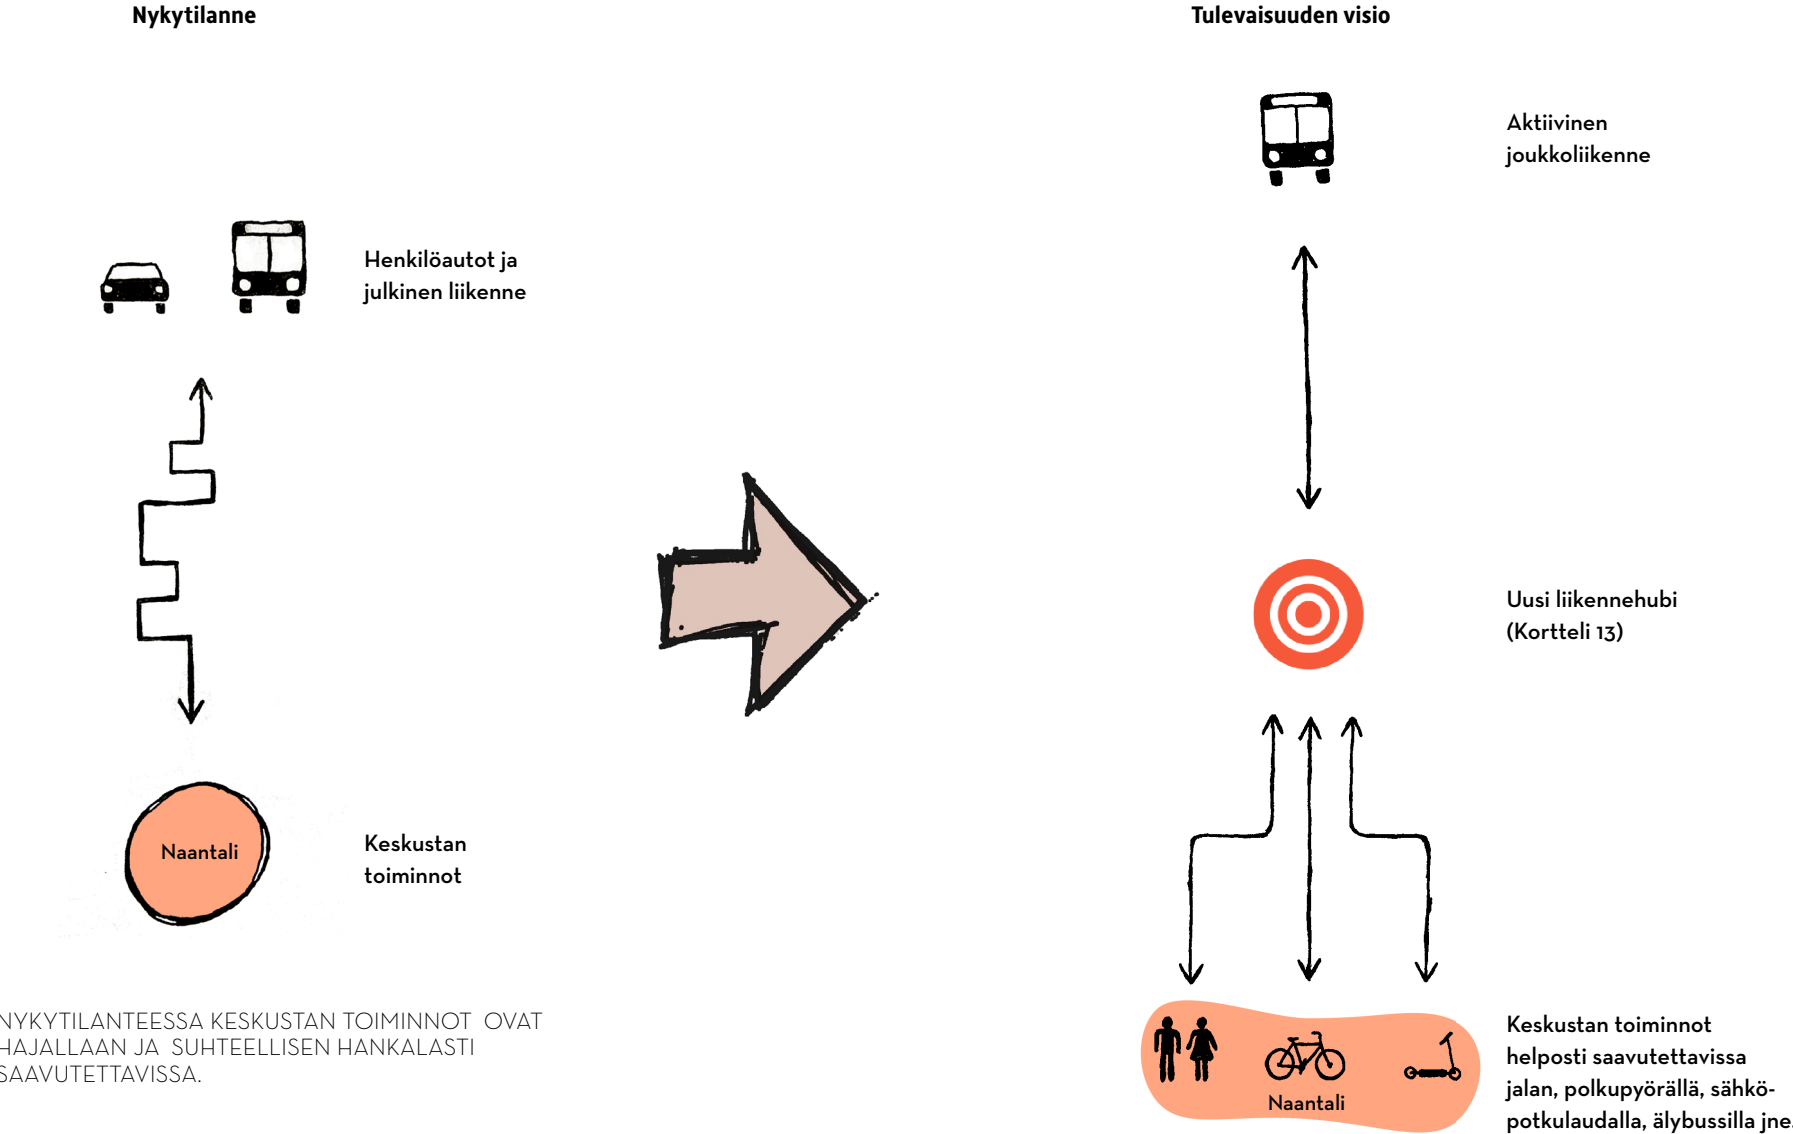 Nykytilanne
Henkilöautot ja
julkinen liikenne
Naantali
Keskustan
toiminnot
NYKYTILANTEESSA KESKUSTAN TOIMINNOT OVAT
HAJALLAAN JA SUHTEELLISEN HANKALASTI
SAAVUTETTAVISSA.
Tulevaisuuden visio
Aktiivinen
joukkoliikenne
Uusi liikennehubi
(Kortteli 13)
Naantali
Keskustan toiminnot
helposti saavutettavissa
jalan, polkupyörällä, sähkö-
potkulaudalla, älybussilla jne.